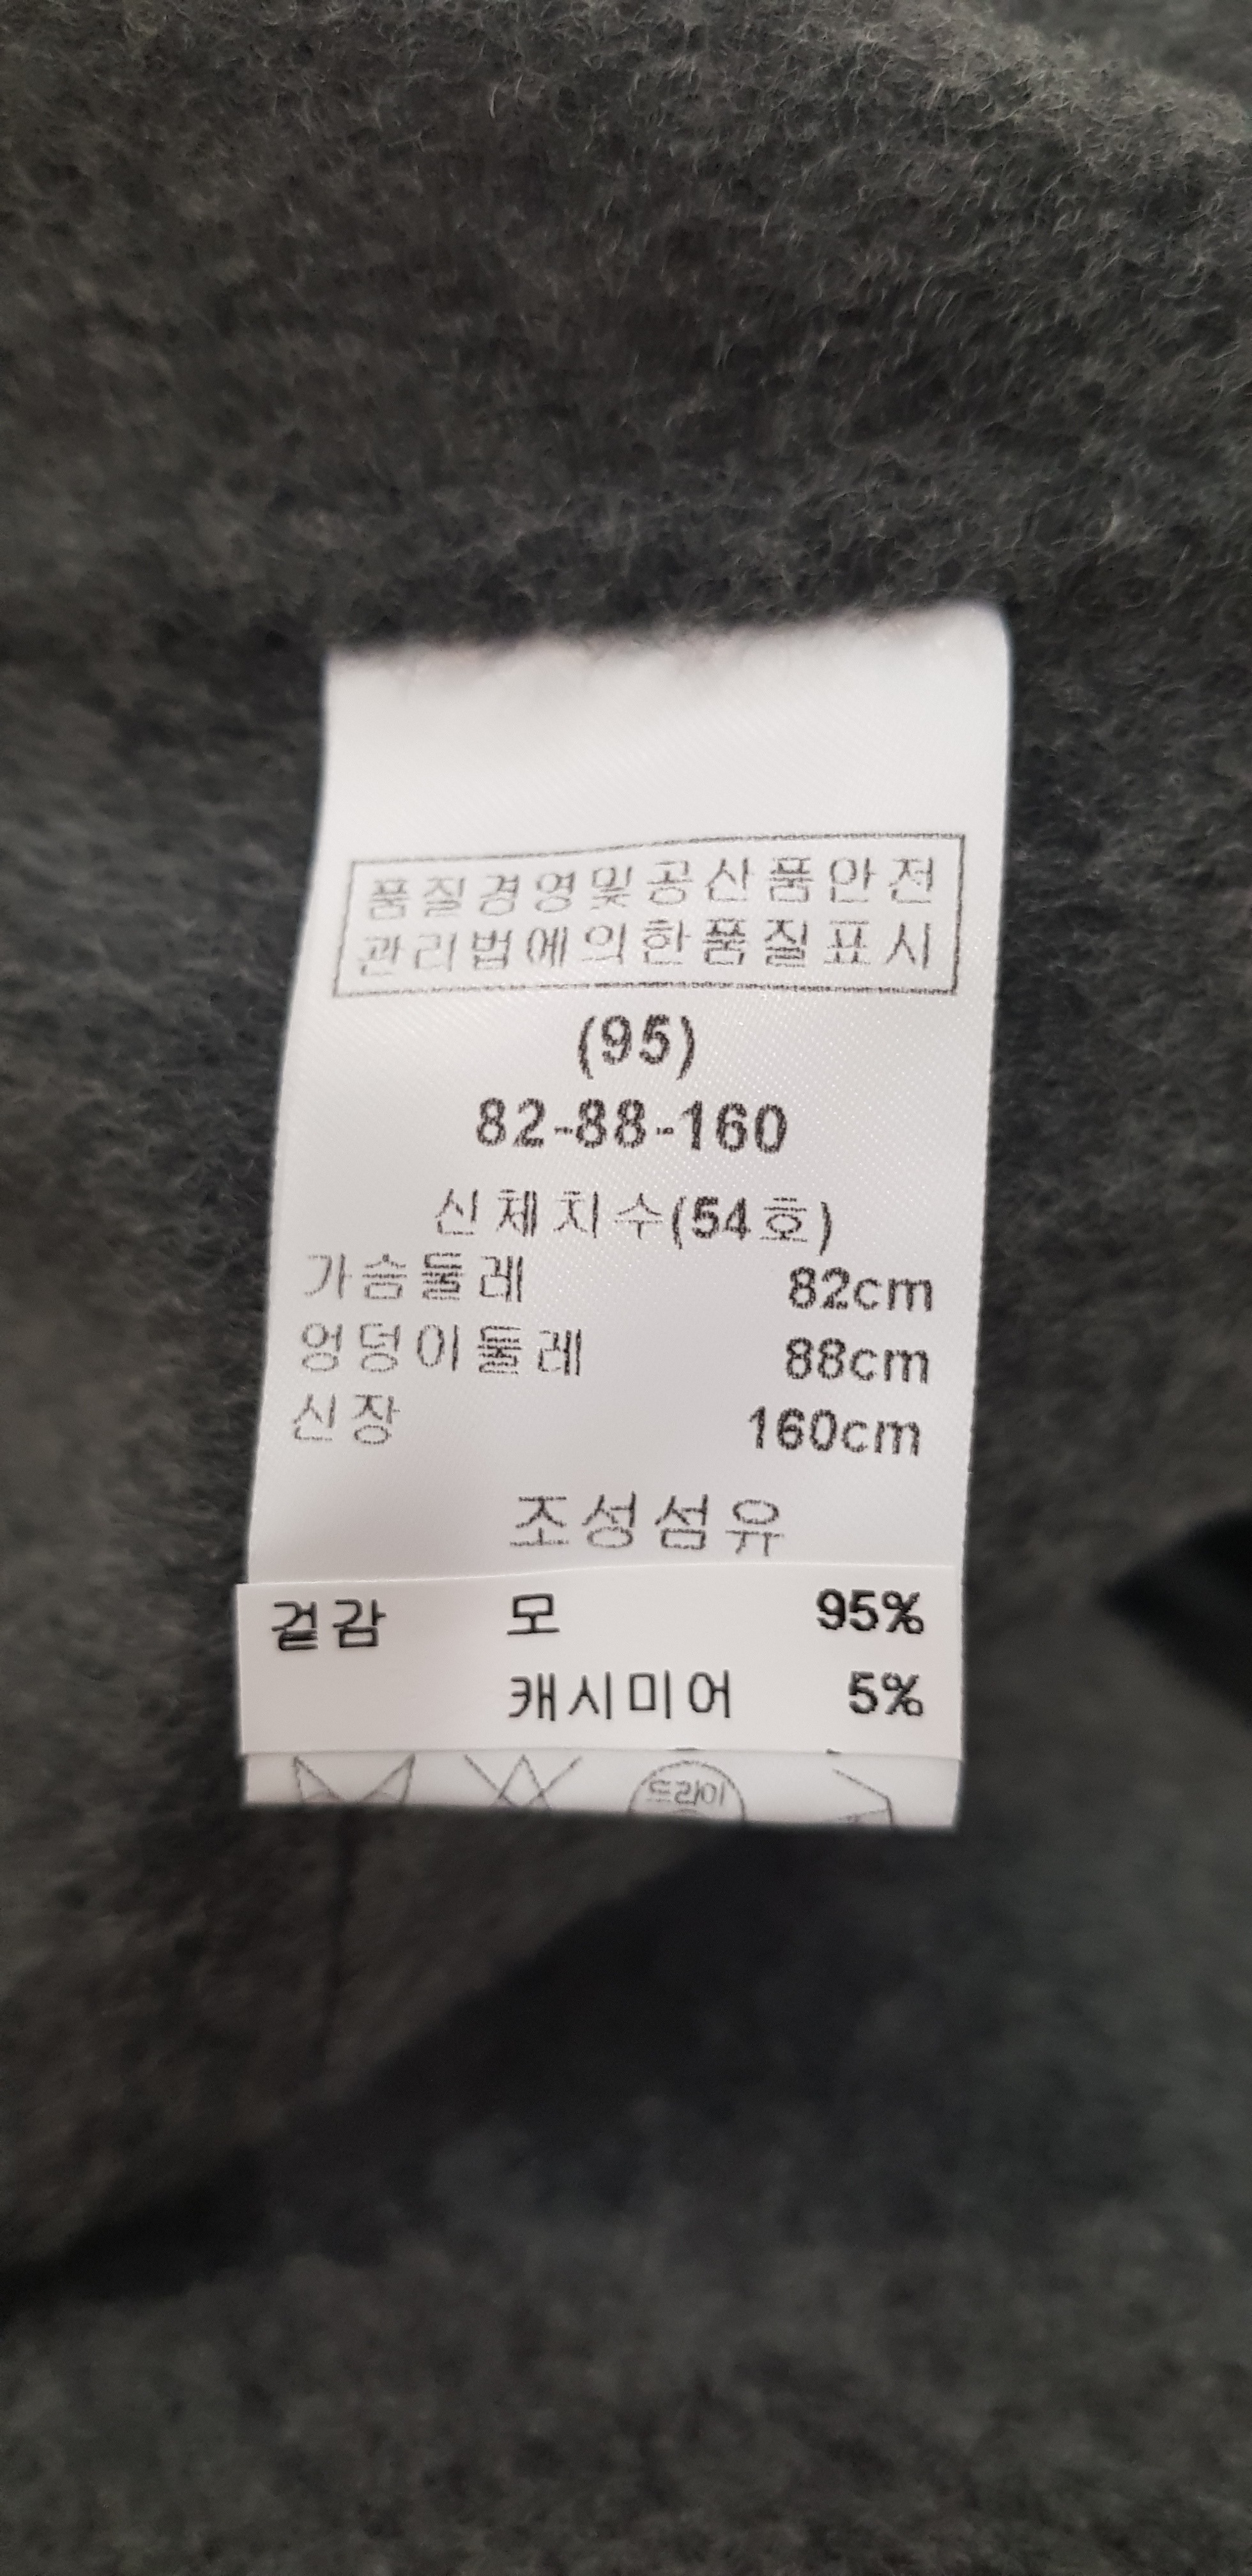 품질경영및공산품안전
관리법에의한품질표시
(95)
82-88-160
신체치수(54호)
가슴둘레 82cm
엉덩이둘레 88cm
신장 160cm
조성섬유
겉감 모 95%
캐시미어 5%
드라이